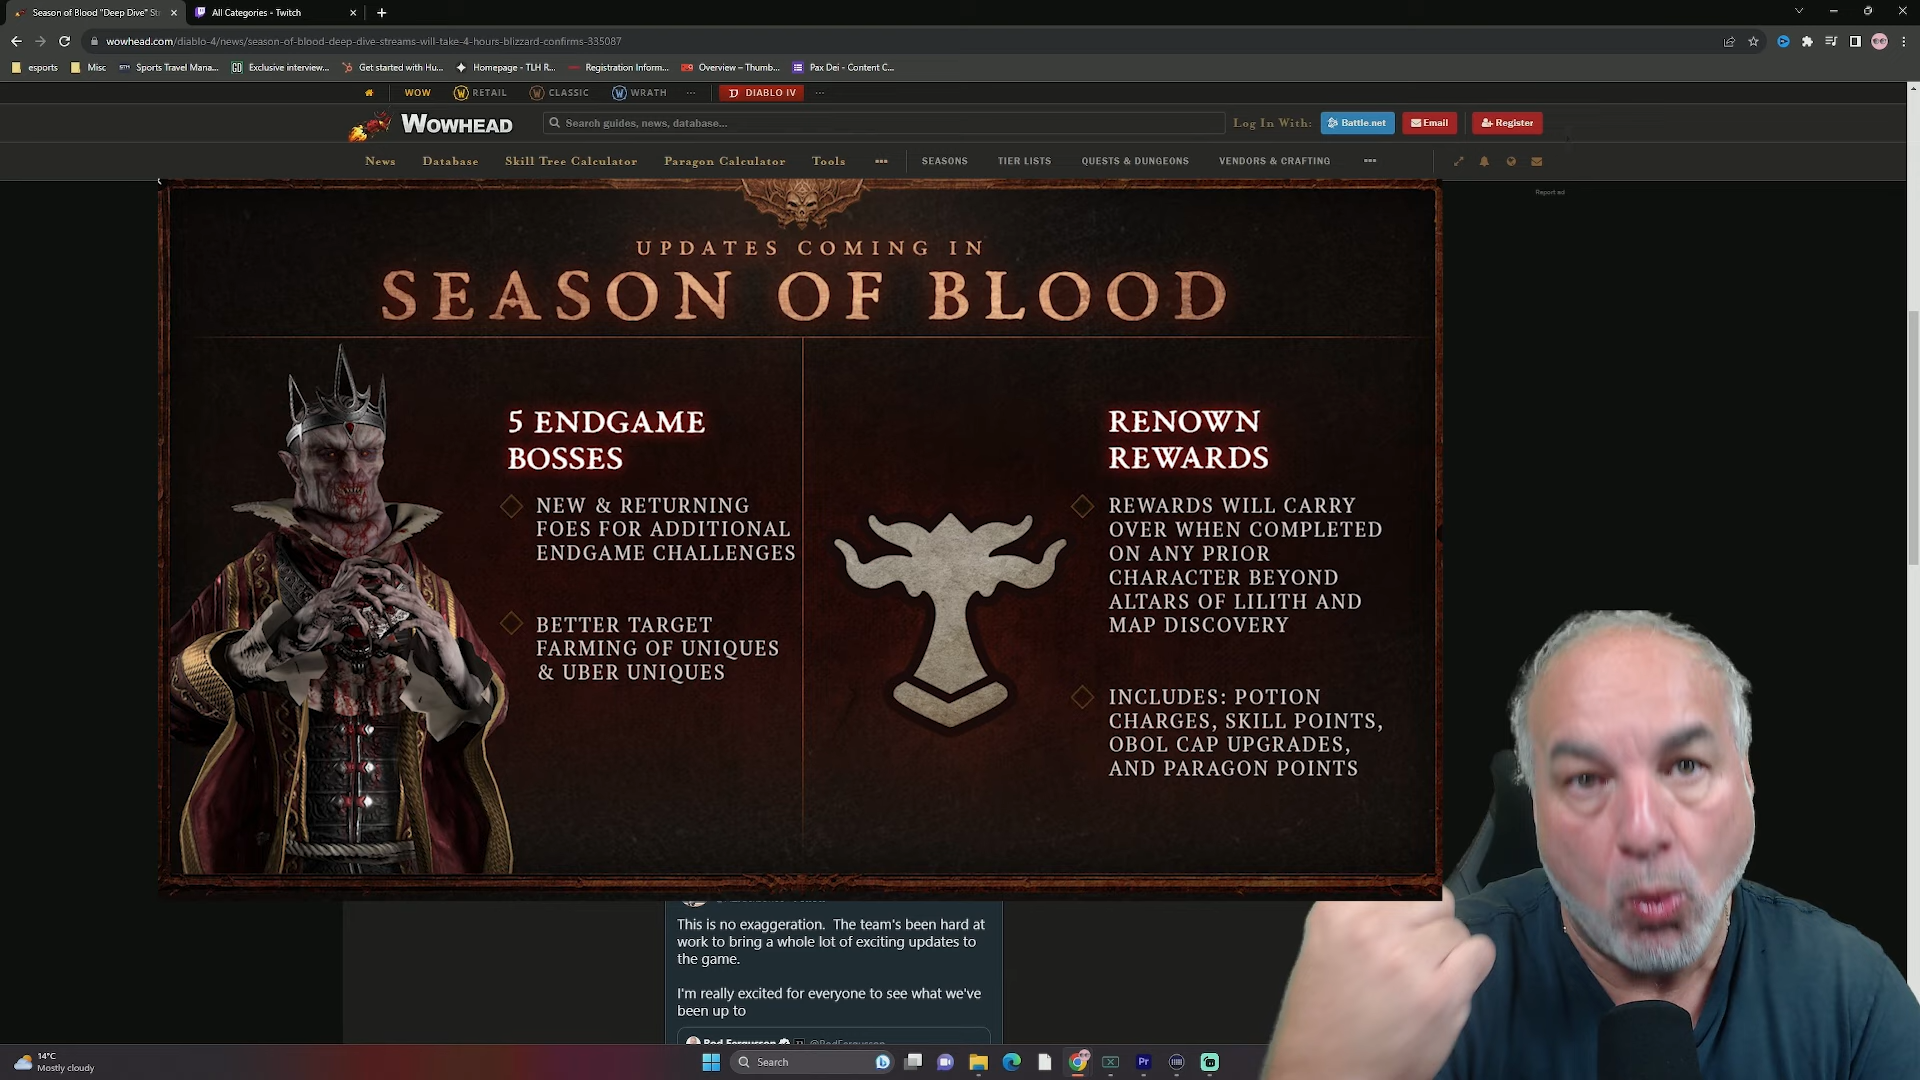 Season of Blood "Deep Dive" St
All Categories - Twitch
wowhead.com/diablo-4/news/season-of-blood-deep-dive-streams-will-take-4-hours-blizzard-confirms-335087
esports
Misc
Sports Travel Mana...
Exclusive interview...
Get started with Hu...
Homepage - TLH R...
Registration Inform...
Overview – Thumb...
Pax Dei - Content C...
WOW
RETAIL
CLASSIC
WRATH
DIABLO IV
WOWHEAD
Search guides, news, database...
Log In With:
Battle.net
Email
Register
News
Database
Skill Tree Calculator
Paragon Calculator
Tools
SEASONS
TIER LISTS
QUESTS & DUNGEONS
VENDORS & CRAFTING
Report ad
UPDATES COMING IN
SEASON OF BLOOD
5 ENDGAME
BOSSES
NEW & RETURNING
FOES FOR ADDITIONAL
ENDGAME CHALLENGES
BETTER TARGET
FARMING OF UNIQUES
& UBER UNIQUES
RENOWN
REWARDS
REWARDS WILL CARRY
OVER WHEN COMPLETED
ON ANY PRIOR
CHARACTER BEYOND
ALTARS OF LILITH AND
MAP DISCOVERY
INCLUDES: POTION
CHARGES, SKILL POINTS,
OBOL CAP UPGRADES,
AND PARAGON POINTS
This is no exaggeration. The team's been hard at
work to bring a whole lot of exciting updates to
the game.
I'm really excited for everyone to see what we've
been up to
Rod Fergusson @RodFergusson
14°C
Mostly cloudy
Search
Pr